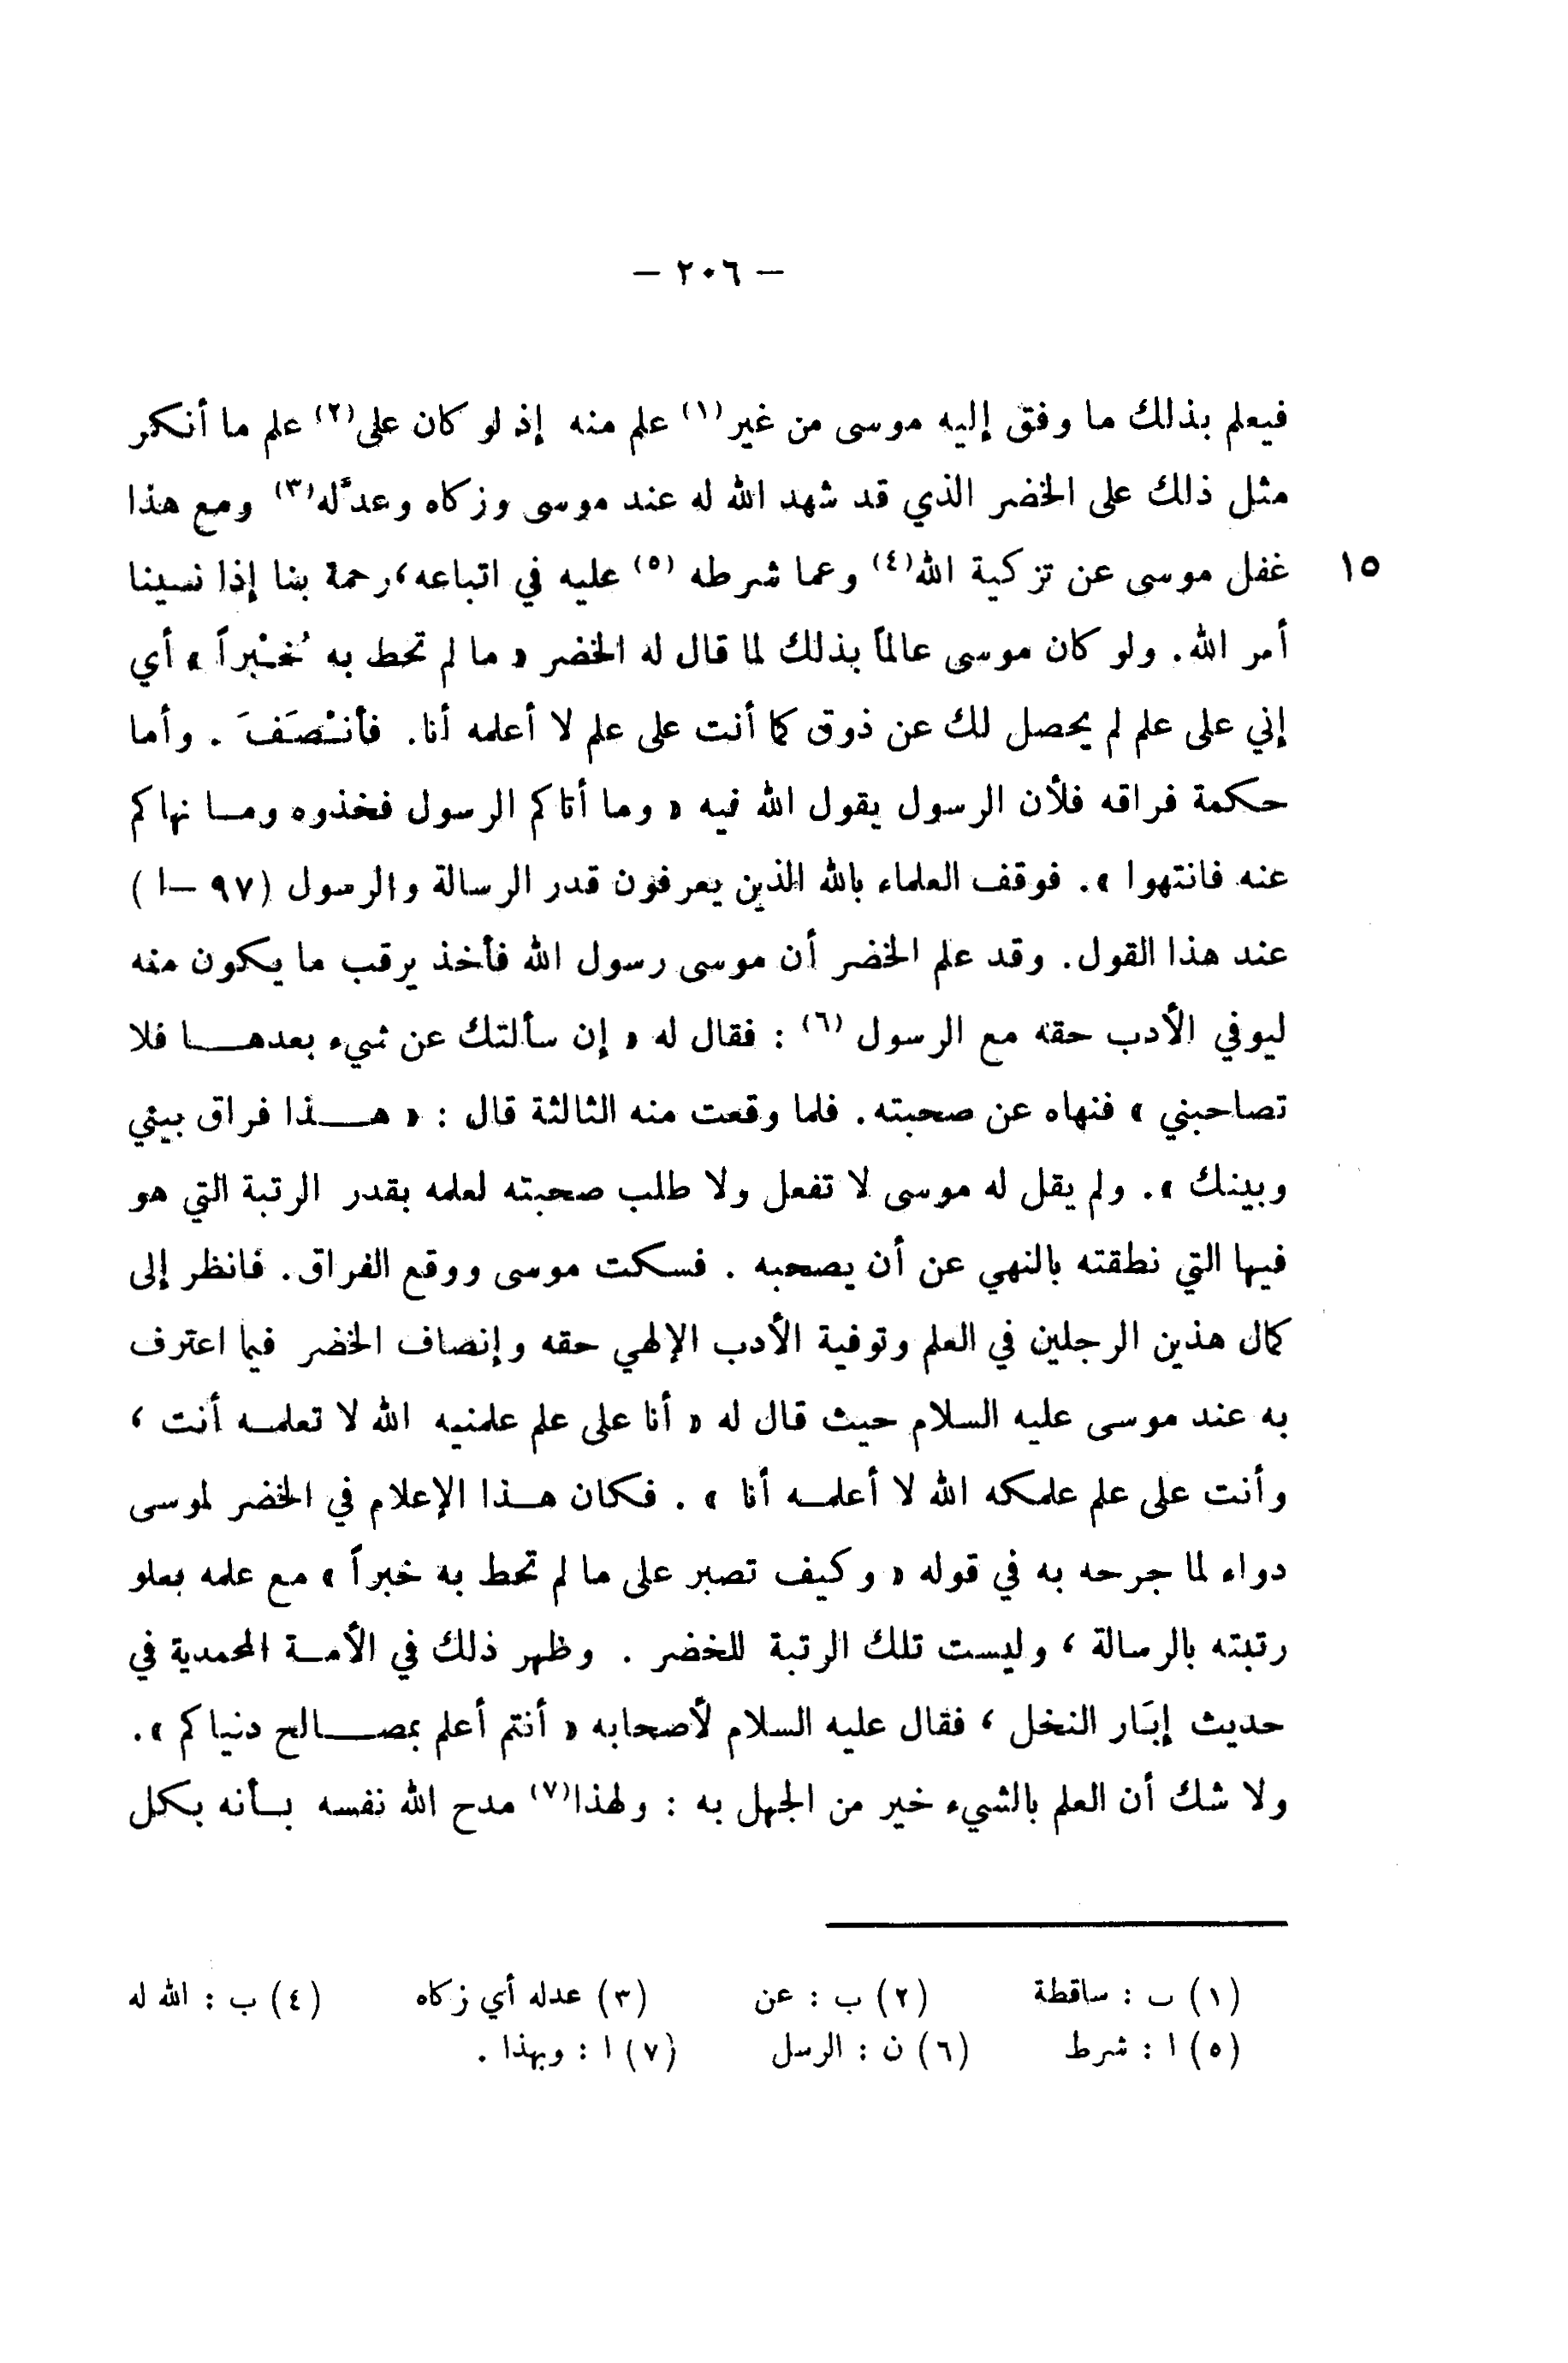 — ٢٠٦ —
فيعلم بذلك ما وفق إليه موسى من غير(١) علم منه إذ لو كان على(٢) علم ما أنكر
مثل ذلك على الخضر الذي قد شهد الله له عند موسى وزكاه وعدَّله(٣) ومع هذا
١٥ غفل موسى عن تزكية الله(٤) وعما شرطه (٥) عليه في اتباعه، رحمة بنا إذا نسينا
أمر الله. ولو كان موسى عالماً بذلك لما قال له الخضر « ما لم تحط به خُبْراً » أي
إني على علم لم يحصل لك عن ذوق كما أنت على علم لا أعلمه أنا. فأنْصَفَ . وأما
حكمة فراقه فلأن الرسول يقول الله فيه « وما أتاكم الرسول فخذوه وما نهاكم
عنه فانتهوا ». فوقف العلماء بالله الذين يعرفون قدر الرسالة والرسول (٩٧ – ا)
عند هذا القول. وقد علم الخضر أن موسى رسول الله فأخذ يرقب ما يكون منه
ليوفي الأدب حقه مع الرسول (٦) : فقال له « إن سألتك عن شيء بعدها فلا
تصاحبني » فنهاه عن صحبته. فلما وقعت منه الثالثة قال : « هذا فراق بيني
وبينك ». ولم يقل له موسى لا تفعل ولا طلب صحبته لعلمه بقدر الرتبة التي هو
فيها التي نطقته بالنهي عن أن يصحبه . فسكت موسى ووقع الفراق. فانظر إلى
كمال هذين الرجلين في العلم وتوفية الأدب الإلهي حقه وإنصاف الخضر فيما اعترف
به عند موسى عليه السلام حيث قال له « أنا على علم علمنيه الله لا تعلمه أنت ،
وأنت على علم علمكه الله لا أعلمه أنا » . فكان هذا الإعلام في الخضر لموسى
دواء لما جرحه به في قوله « وكيف تصبر على ما لم تحط به خبراً » مع علمه بعلو
رتبته بالرسالة ، وليست تلك الرتبة للخضر . وظهر ذلك في الأمة المحمدية في
حديث إبَار النخل ، فقال عليه السلام لأصحابه « أنتم أعلم بمصالح دنياكم ».
ولا شك أن العلم بالشيء خير من الجهل به : ولهذا(٧) مدح الله نفسه بأنه بكل
(١) ب : ساقطة (٢) ب : عن (٣) عدله أي زكاه (٤) ب : الله له
(٥) ا : شرط (٦) ن : الرسل (٧) ا : وبهذا .